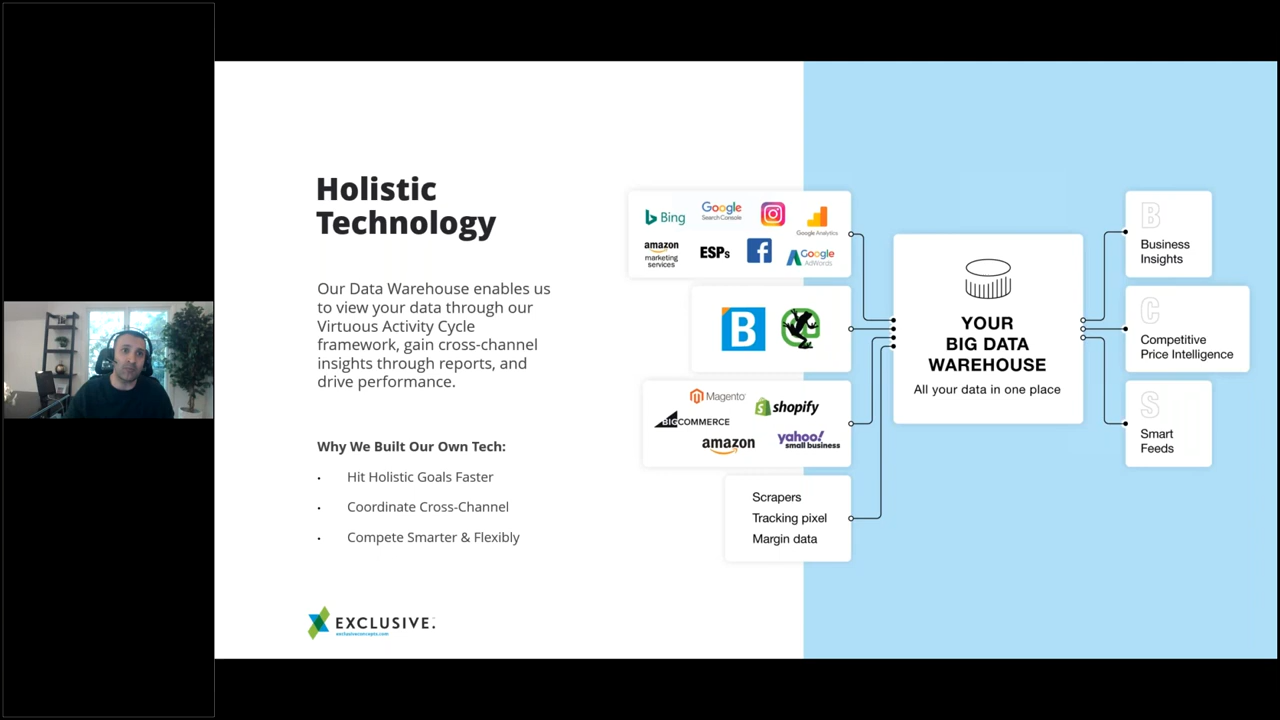 Holistic
Technology
Our Data Warehouse enables us
to view your data through our
Virtuous Activity Cycle
framework, gain cross-channel
insights through reports, and
drive performance.
Why We Built Our Own Tech:
• Hit Holistic Goals Faster
• Coordinate Cross-Channel
• Compete Smarter & Flexibly
EXCLUSIVE.
exclusiveconcepts.com
Bing
Google
Search Console
Google Analytics
amazon
marketing
services
ESPs
Google
AdWords
B
Magento
shopify
BIGCOMMERCE
amazon
yahoo!
small business
Scrapers
Tracking pixel
Margin data
YOUR
BIG DATA
WAREHOUSE
All your data in one place
B
Business
Insights
C
Competitive
Price Intelligence
S
Smart
Feeds